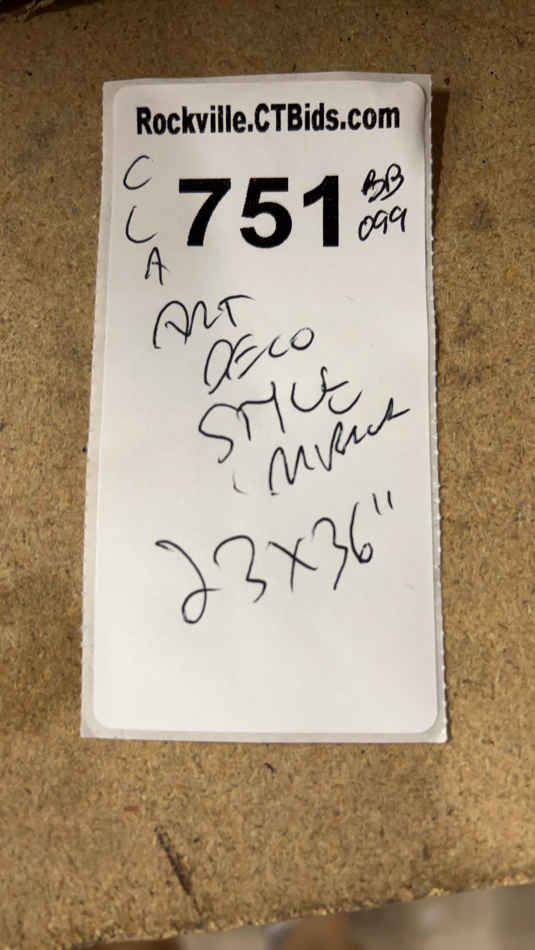 Rockville.CTBids.com
C
L
A
751
BB
099
ART
DECO
STYLE
MIRROR
23X36"